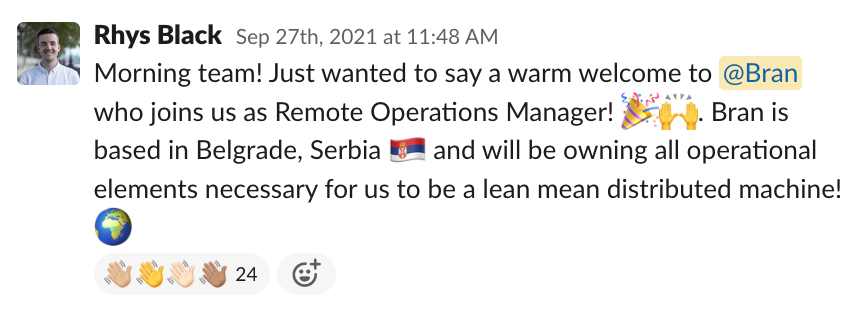 Rhys Black Sep 27th, 2021 at 11:48 AM
Morning team! Just wanted to say a warm welcome to @Bran
who joins us as Remote Operations Manager! 🎉🙌. Bran is
based in Belgrade, Serbia 🇷🇸 and will be owning all operational
elements necessary for us to be a lean mean distributed machine!
🌍
👋🏼👋👋🏻👋🏽 24